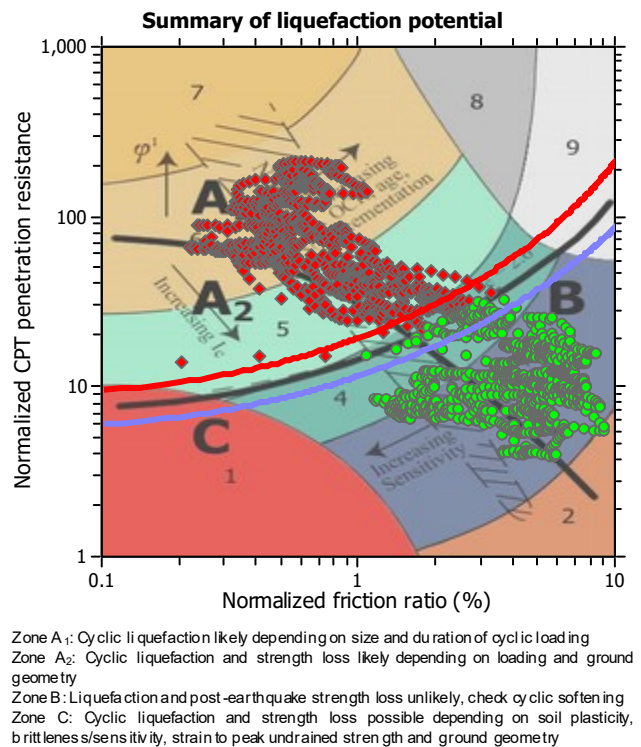 Summary of liquefaction potential
Normalized CPT penetration resistance
1,000
100
10
1
7
8
9
φ'
A
A2
B
C
5
4
1
2
OCR, age,
Increasing Ic
Increasing
Sensitivity
0.1
1
10
Normalized friction ratio (%)
Zone A1: Cyclic liquefaction likely depending on size and duration of cyclic loading
Zone A2: Cyclic liquefaction and strength loss likely depending on loading and ground
geometry
Zone B: Liquefaction and post-earthquake strength loss unlikely, check cyclic softening
Zone C: Cyclic liquefaction and strength loss possible depending on soil plasticity,
brittleness/sensitivity, strain to peak undrained strength and ground geometry